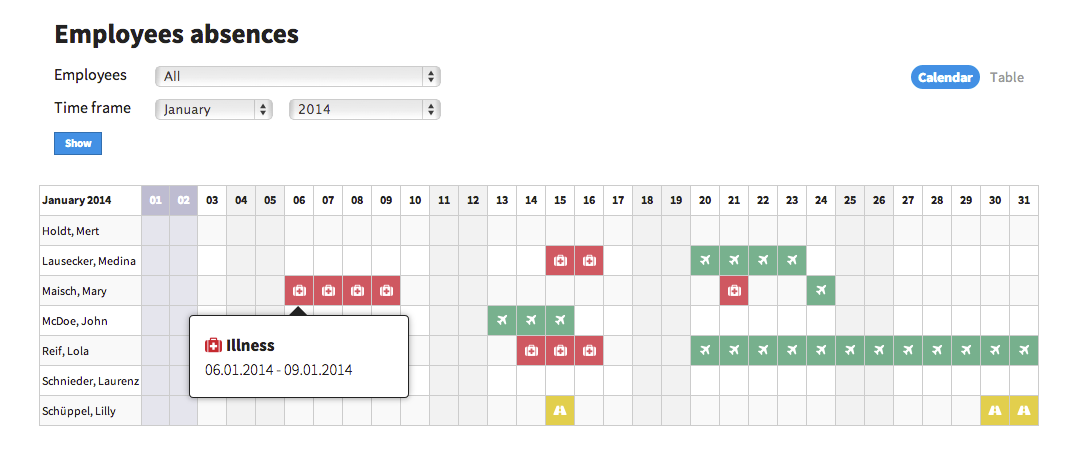 Employees absences
Employees All
Calendar Table
Time frame January 2014
Show
January 2014 01 02 03 04 05 06 07 08 09 10 11 12 13 14 15 16 17 18 19 20 21 22 23 24 25 26 27 28 29 30 31
Holdt, Mert
Lausecker, Medina
Maisch, Mary
McDoe, John
Reif, Lola
Schnieder, Laurenz
Schüppel, Lilly
Illness
06.01.2014 - 09.01.2014